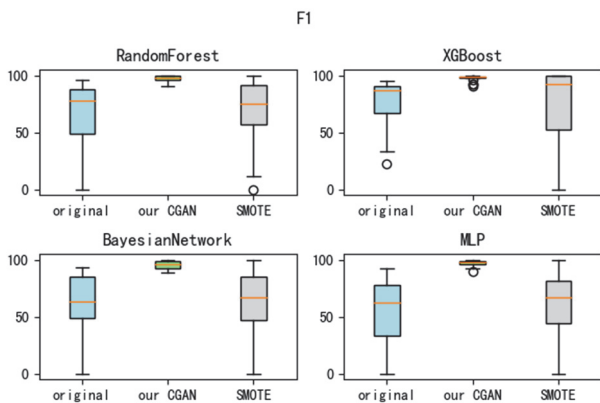 F1
RandomForest
XGBoost
100
50
0
original our CGAN SMOTE
100
50
0
original our CGAN SMOTE
BayesianNetwork
MLP
100
50
0
original our CGAN SMOTE
100
50
0
original our CGAN SMOTE